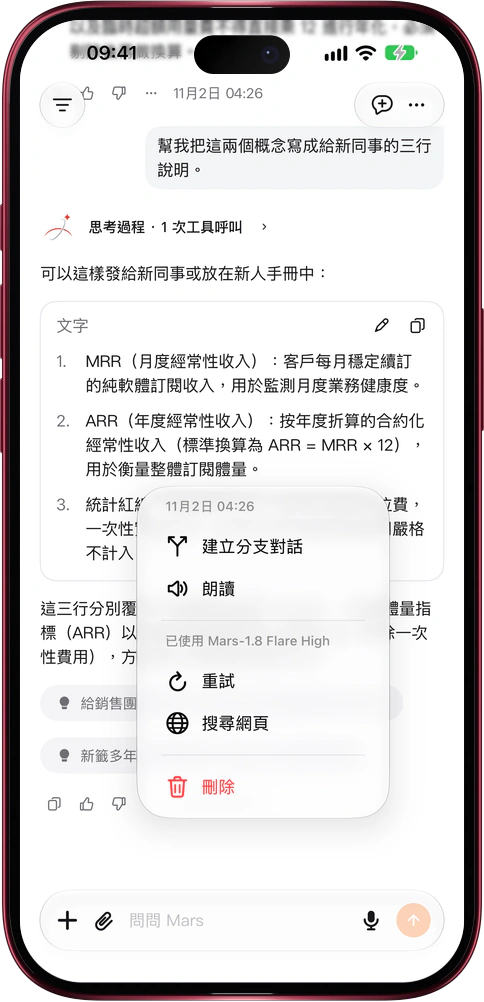 09:41
11月2日 04:26
幫我把這兩個概念寫成給新同事的三行
說明。
思考過程 · 1 次工具呼叫
可以這樣發給新同事或放在新人手冊中：
文字
1. MRR（月度經常性收入）：客戶每月穩定續訂
的純軟體訂閱收入，用於監測月度業務健康度。
2. ARR（年度經常性收入）：按年度折算的合約化
經常性收入（標準換算為 ARR = MRR × 12），
用於衡量整體訂閱體量。
3. 統計紅線
一次性
嚴格
不計入
11月2日 04:26
建立分支對話
朗讀
已使用 Mars-1.8 Flare High
重試
搜尋網頁
刪除
這三行分別覆
體量指
標（ARR）以
除一次
性費用），方
給銷售團
新籤多年
問問 Mars